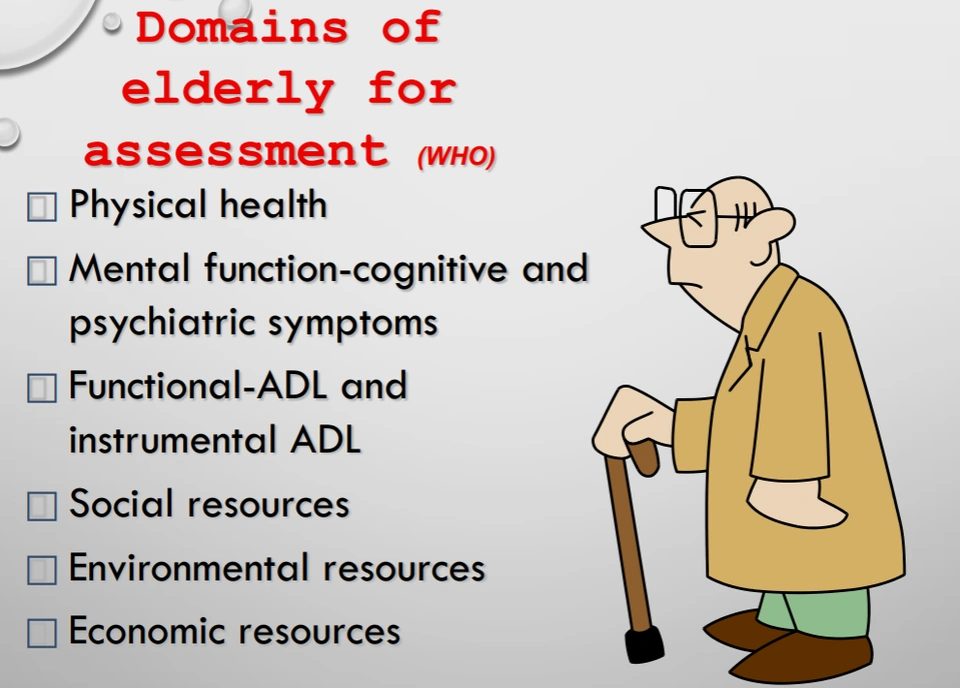 Domains of
elderly for
assessment (WHO)
Physical health
Mental function-cognitive and
psychiatric symptoms
Functional-ADL and
instrumental ADL
Social resources
Environmental resources
Economic resources